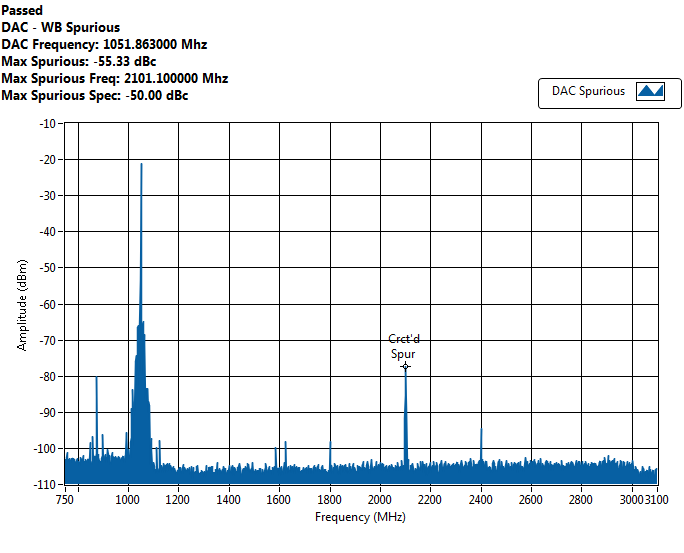 Passed
DAC - WB Spurious
DAC Frequency: 1051.863000 Mhz
Max Spurious: -55.33 dBc
Max Spurious Freq: 2101.100000 Mhz
Max Spurious Spec: -50.00 dBc
DAC Spurious
-10
-20
-30
-40
-50
-60
-70
-80
-90
-100
-110
Amplitude (dBm)
Crct'd
Spur
750 1000 1200 1400 1600 1800 2000 2200 2400 2600 2800 3000 3100
Frequency (MHz)